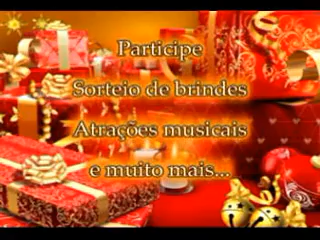 Participe
Sorteio de brindes
Atrações musicais
e muito mais...